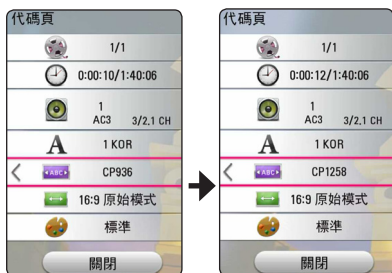 代碼頁
1/1
0:00:10/1:40:06
1
AC3 3/2.1 CH
A 1 KOR
ABC CP936
16:9 原始模式
標準
關閉
代碼頁
1/1
0:00:12/1:40:06
1
AC3 3/2.1 CH
A 1 KOR
ABC CP1258
16:9 原始模式
標準
關閉